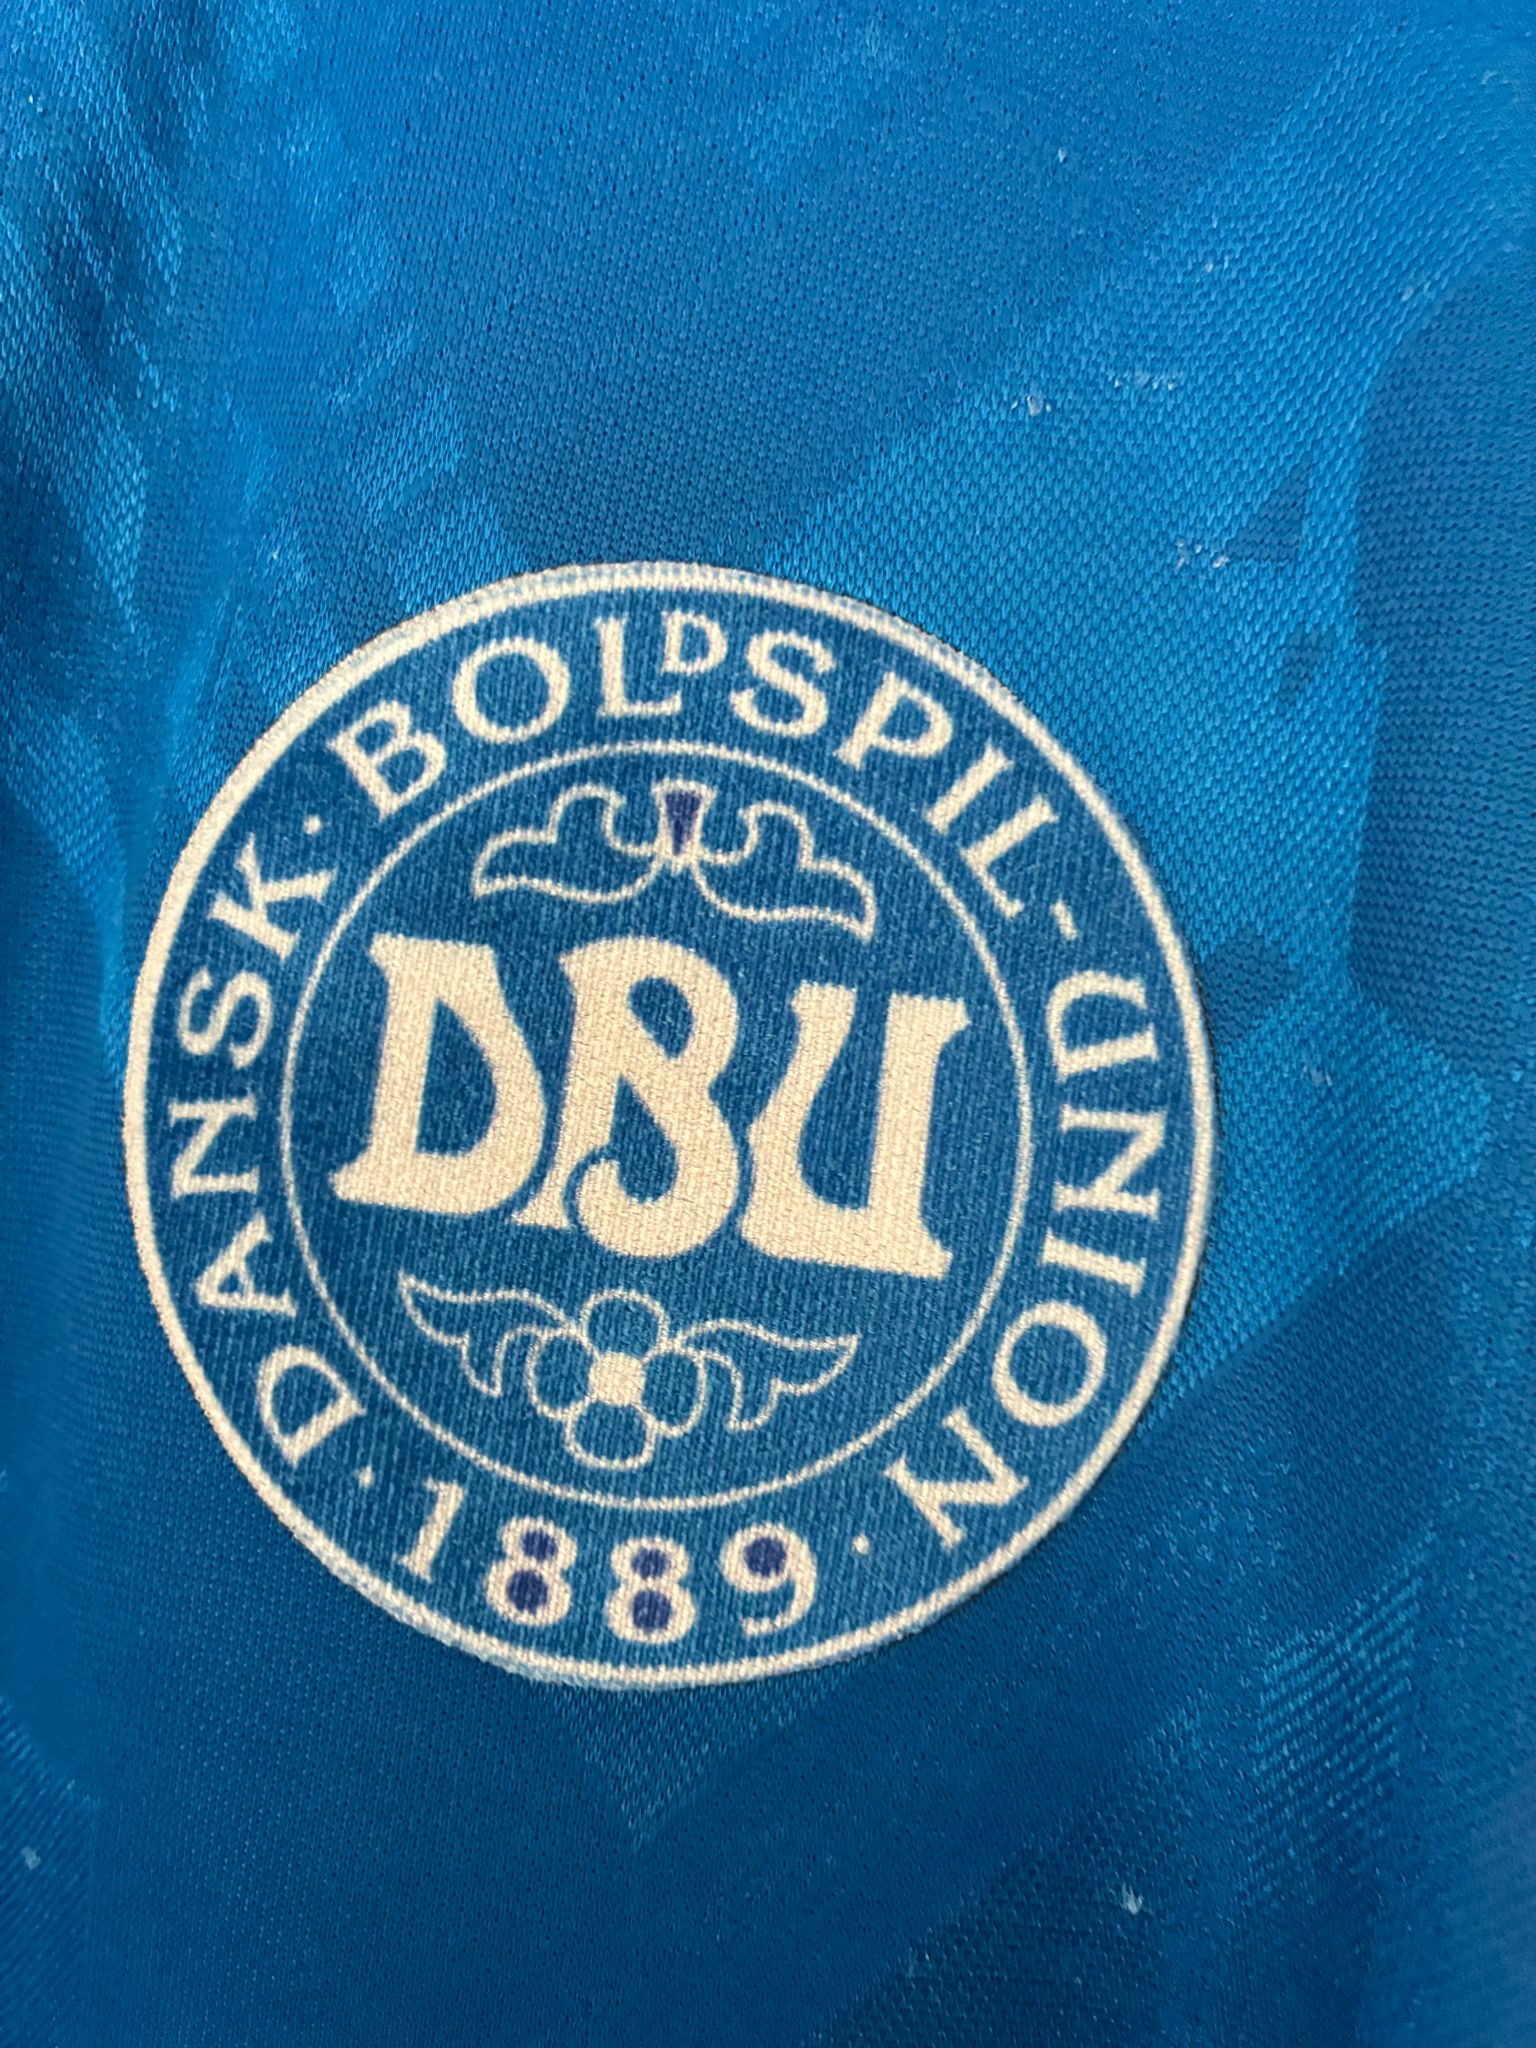 · DANSK · BOLDSPIL-UNION ·
DBU
1889